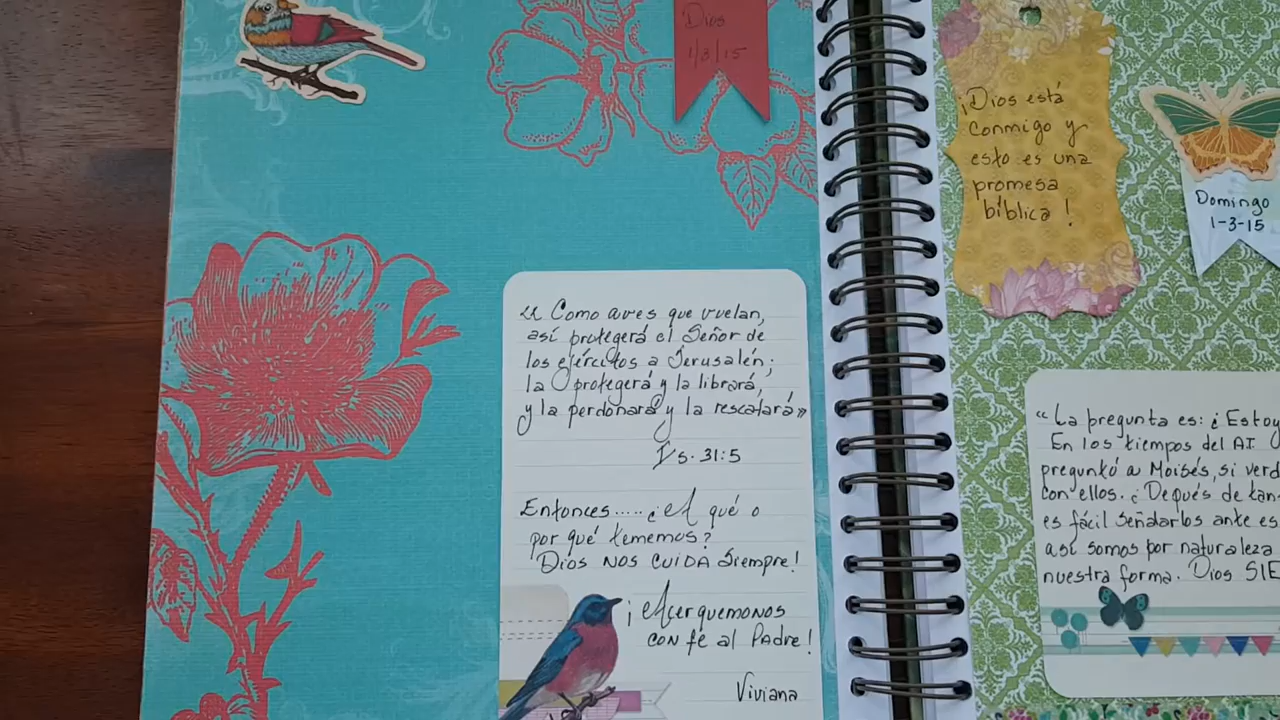 Dios
1/3/15
« Como aves que vuelan,
así protegerá el Señor de
los ejércitos a Jerusalén;
la protegerá y la librará,
y la perdonará y la rescatará»
Is. 31:5
Entonces.....¿A qué o
por qué tememos?
Dios NOS CUIDA Siempre!
¡Acerquemonos
con fe al Padre!
Viviana
¡Dios está
conmigo y
esto es una
promesa
bíblica!
Domingo
1-3-15
"La pregunta es: ¿Estoy
En los tiempos del AT.
preguntó a Moisés, si verd
con ellos. ¿Depués de tan
es fácil señalarlos ante es
así somos por naturaleza
nuestra forma. Dios SIE